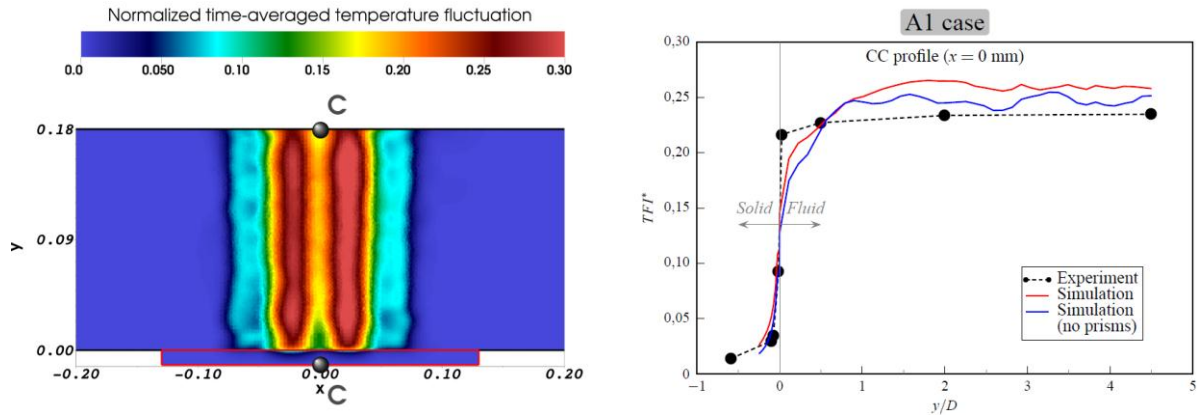 Normalized time-averaged temperature fluctuation
0.0 0.050 0.10 0.15 0.20 0.25 0.30
C
0.18
0.09
y
0.00
-0.20 -0.10 0.00 0.10 0.20
x
C
A1 case
CC profile (x = 0 mm)
0,30
0,25
0,20
0,15
0,10
0,05
0
TFI*
Solid Fluid
Experiment
Simulation
Simulation
(no prisms)
−1 0 1 2 3 4 5
y/D